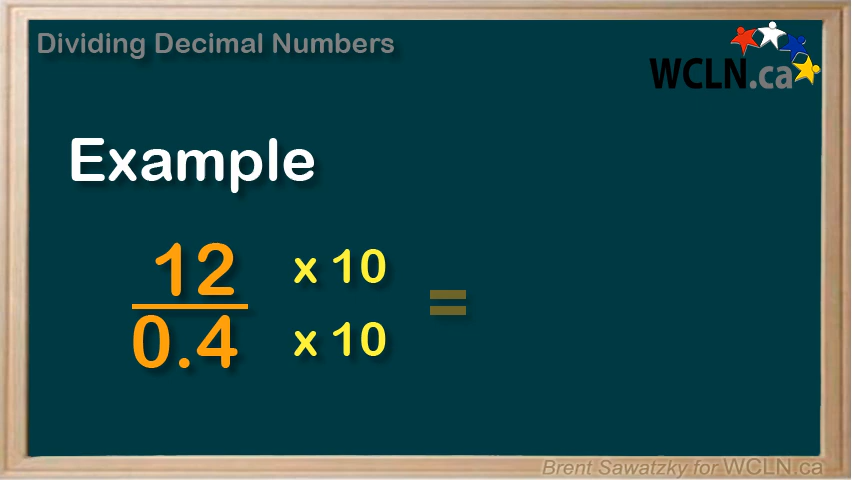 Dividing Decimal Numbers
WCLN.ca
Example
12 x 10
=
0.4 x 10
Brent Sawatzky for WCLN.ca